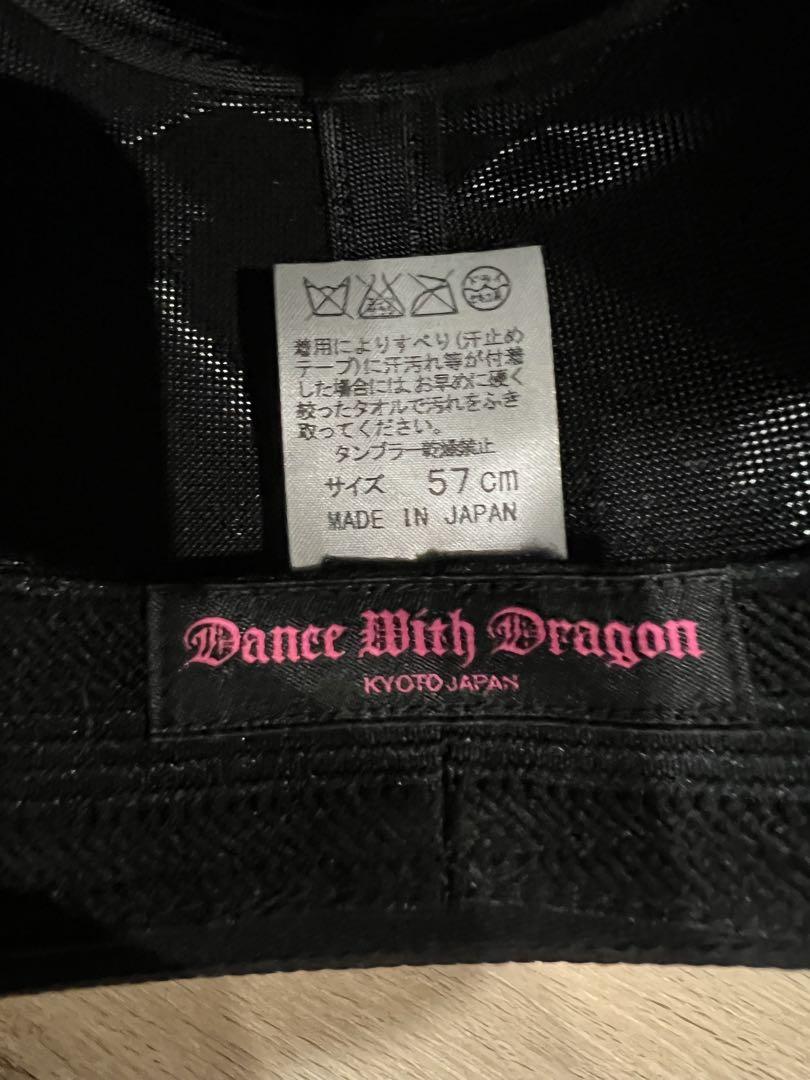 着用によりすべり(汗止め
テープ)に汗汚れ等が付着
した場合には、お早めに硬く
絞ったタオルで汚れをふき
取ってください。
タンブラー乾燥禁止
サイズ 57cm
MADE IN JAPAN
Dance With Dragon
KYOTO JAPAN